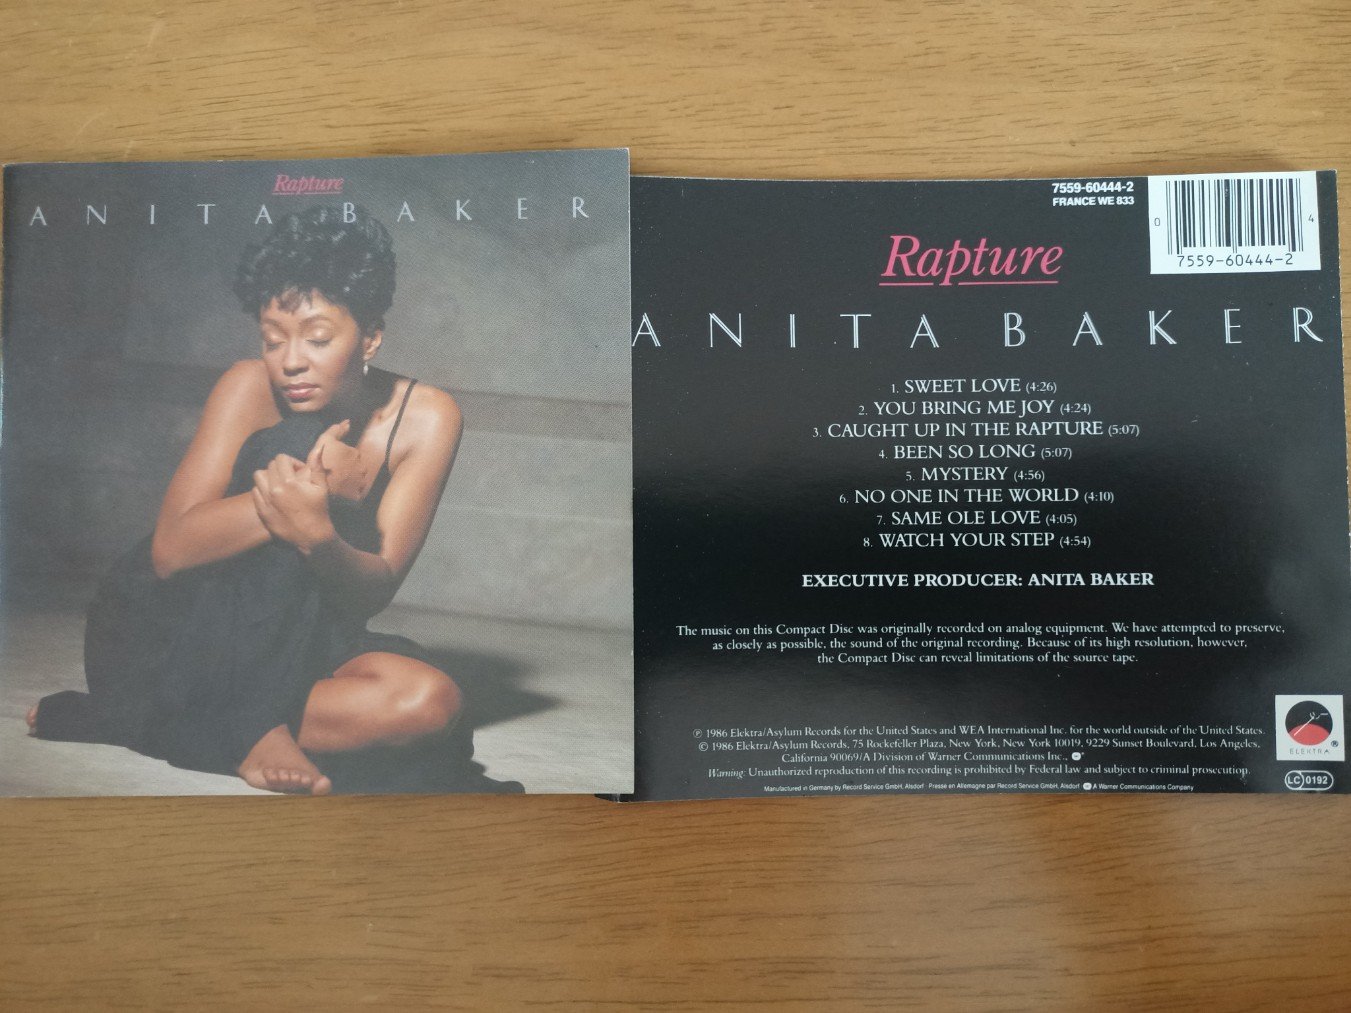 Rapture
ANITA BAKER
7559-60444-2
FRANCE WE 833
0
4
7559-60444-2
Rapture
ANITA BAKER
1. SWEET LOVE (4:26)
2. YOU BRING ME JOY (4:24)
3. CAUGHT UP IN THE RAPTURE (5:07)
4. BEEN SO LONG (5:07)
5. MYSTERY (4:56)
6. NO ONE IN THE WORLD (4:10)
7. SAME OLE LOVE (4:05)
8. WATCH YOUR STEP (4:54)
EXECUTIVE PRODUCER: ANITA BAKER
The music on this Compact Disc was originally recorded on analog equipment. We have attempted to preserve,
as closely as possible, the sound of the original recording. Because of its high resolution, however,
the Compact Disc can reveal limitations of the source tape.
℗ 1986 Elektra/Asylum Records for the United States and WEA International Inc. for the world outside of the United States.
© 1986 Elektra/Asylum Records, 75 Rockefeller Plaza, New York, New York 10019, 9229 Sunset Boulevard, Los Angeles,
California 90069/A Division of Warner Communications Inc.,
Warning: Unauthorized reproduction of this recording is prohibited by Federal law and subject to criminal prosecution.
Manufactured in Germany by Record Service GmbH, Alsdorf · Pressé en Allemagne par Record Service GmbH, Alsdorf A Warner Communications Company
ELEKTRA ®
LC 0192